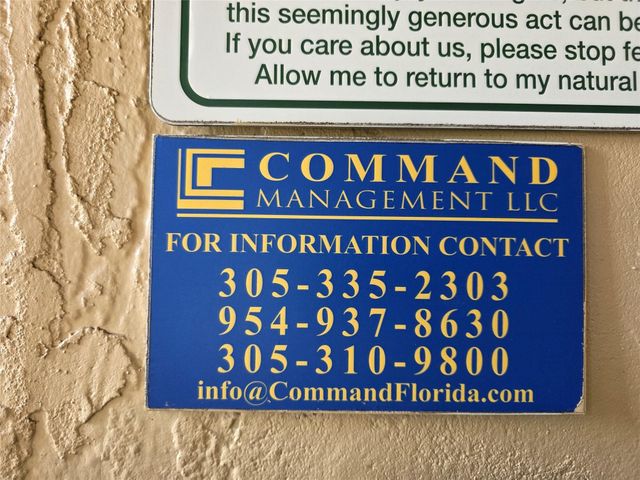 this seemingly generous act can be
If you care about us, please stop
Allow me to return to my natural
COMMAND
MANAGEMENT LLC
FOR INFORMATION CONTACT
305-335-2303
954-937-8630
305-310-9800
info@CommandFlorida.com